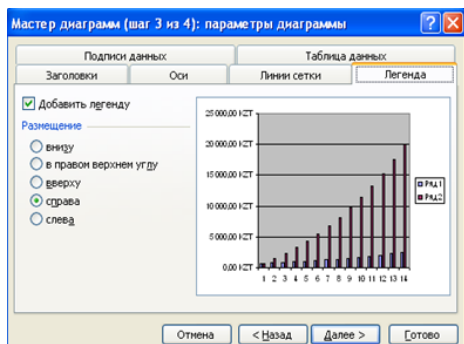 Мастер диаграмм (шаг 3 из 4): параметры диаграммы
Подписи данных
Таблица данных
Заголовки
Оси
Линии сетки
Легенда
Добавить легенду
Размещение
внизу
в правом верхнем углу
вверху
справа
слева
25 000,00 KZT
20 000,00 KZT
15 000,00 KZT
10 000,00 KZT
5 000,00 KZT
0,00 KZT
1 2 3 4 5 6 7 8 9 10 11 12 13 14
Ряд1
Ряд2
Отмена
< Назад
Далее >
Готово